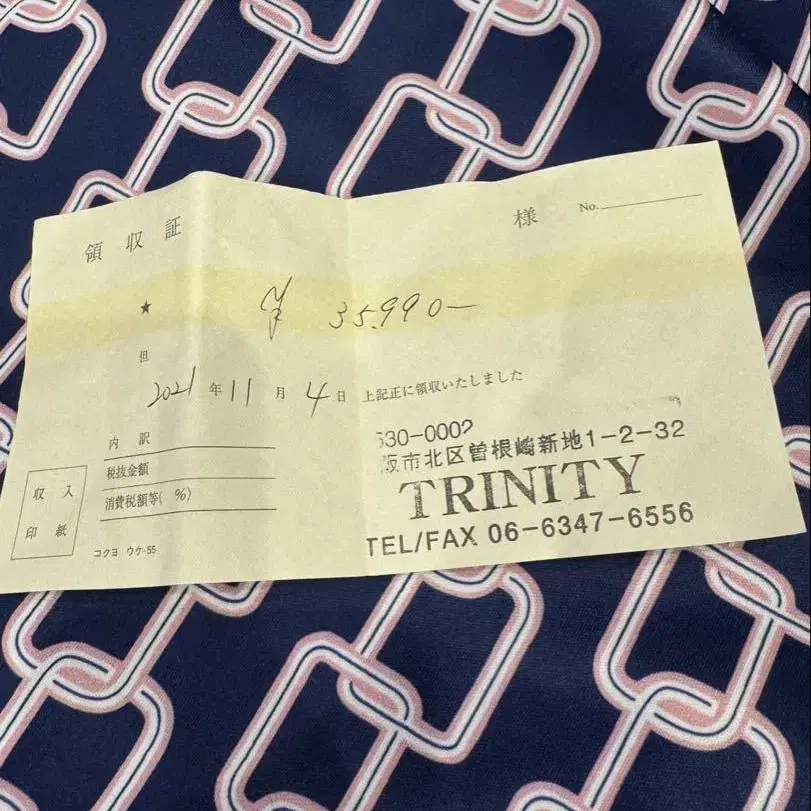 領収証
様
No.
★
¥ 35,990-
但
2021年11月4日 上記正に領収いたしました
内訳
税抜金額
消費税額等( %)
収入
印紙
コクヨ ウケ-55
530-0002
阪市北区曽根崎新地1-2-32
TRINITY
TEL/FAX 06-6347-6556